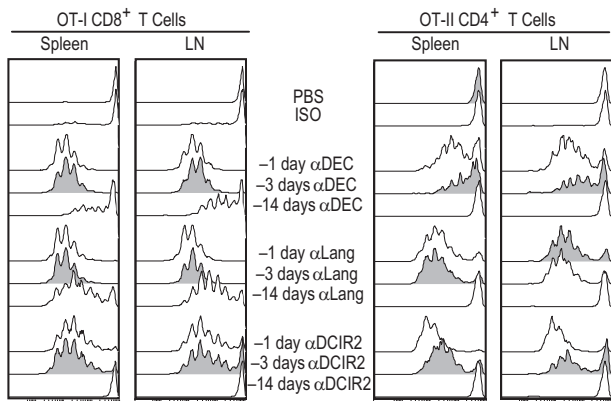 OT-I CD8+ T Cells
OT-II CD4+ T Cells
Spleen
LN
Spleen
LN
PBS
ISO
–1 day αDEC
–3 days αDEC
–14 days αDEC
–1 day αLang
–3 days αLang
–14 days αLang
–1 day αDCIR2
–3 days αDCIR2
–14 days αDCIR2